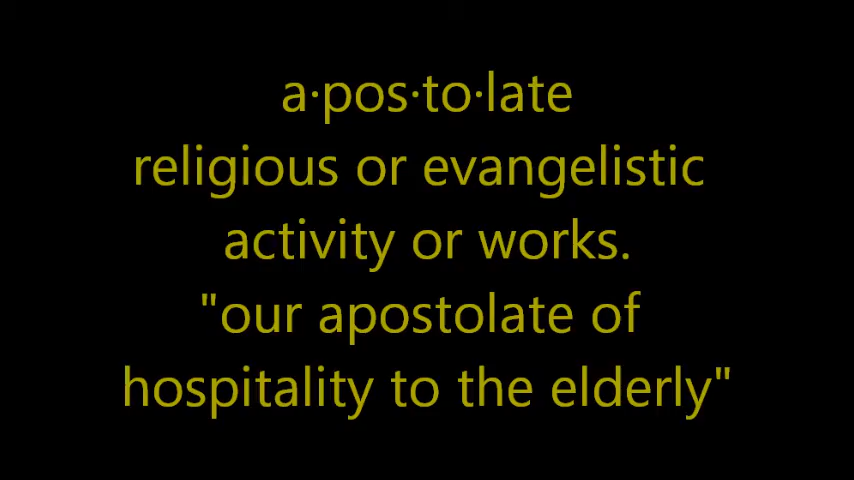 a·pos·to·late
religious or evangelistic
activity or works.
"our apostolate of
hospitality to the elderly"